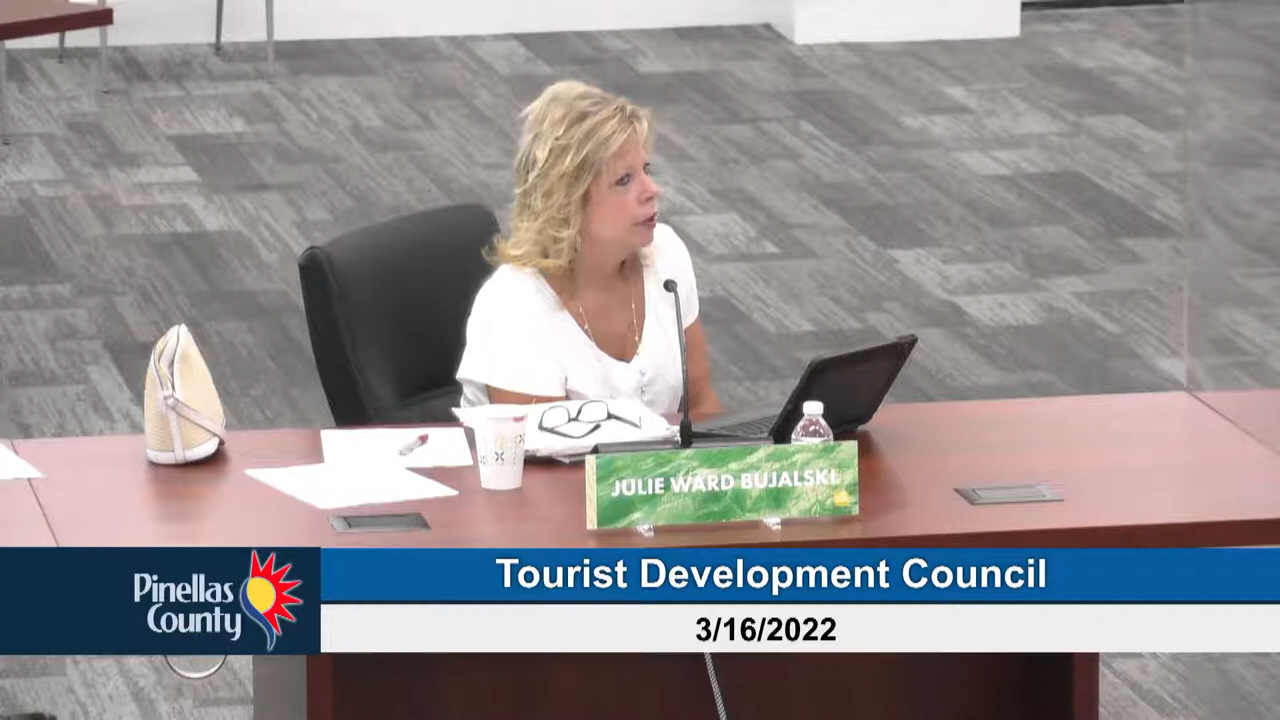 JULIE WARD BUJALSKI
Pinellas
County
Tourist Development Council
3/16/2022